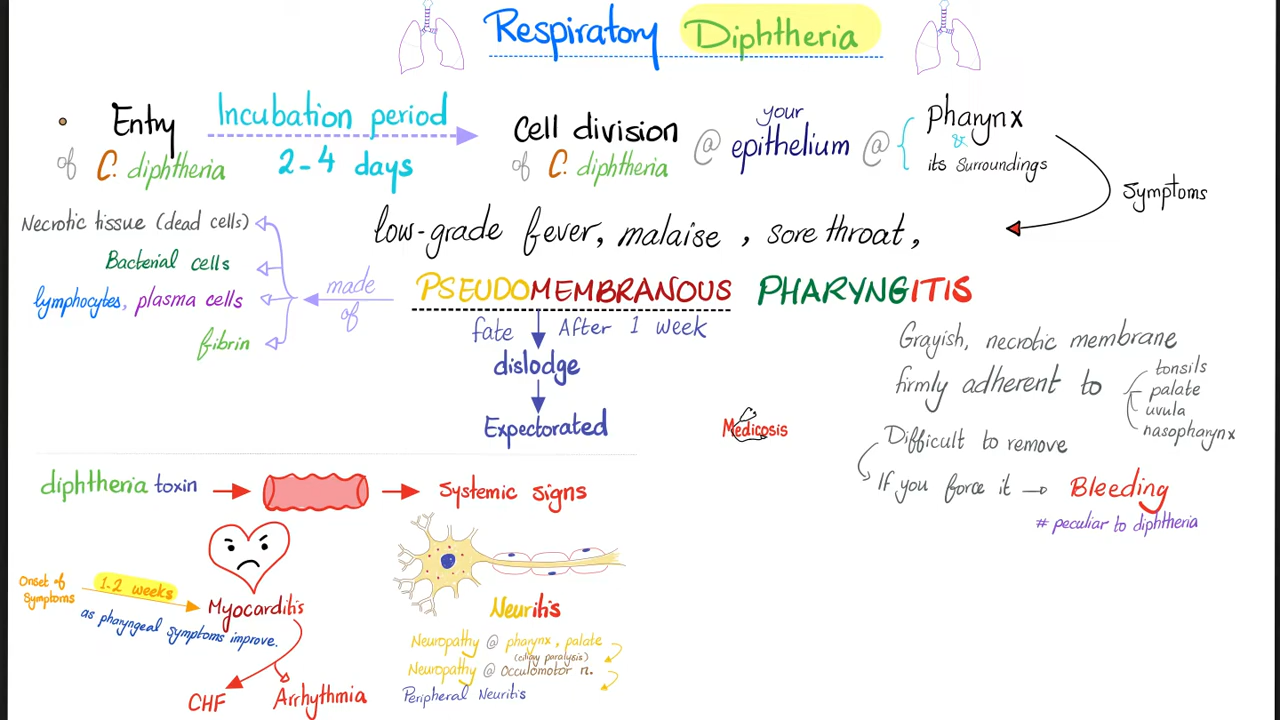 Respiratory Diphtheria
Entry
of C. diphtheria
Incubation period
2-4 days
Cell division
of C. diphtheria
@
your
epithelium
@
Pharynx
&
its Surroundings
Symptoms
low-grade fever, malaise, sore throat,
PSEUDOMEMBRANOUS PHARYNGITIS
made
of
Necrotic tissue (dead cells)
Bacterial cells
lymphocytes, plasma cells
fibrin
fate After 1 week
dislodge
Expectorated
Medicosis
Grayish, necrotic membrane
firmly adherent to
tonsils
palate
uvula
nasopharynx
Difficult to remove
If you force it → Bleeding
# peculiar to diphtheria
diphtheria toxin
Systemic signs
Onset of
Symptoms
1-2 weeks
as pharyngeal symptoms improve.
Myocarditis
CHF
Arrhythmia
Neuritis
Neuropathy @ pharynx, palate
(ciliary paralysis)
Neuropathy @ Occulomotor n.
Peripheral Neuritis